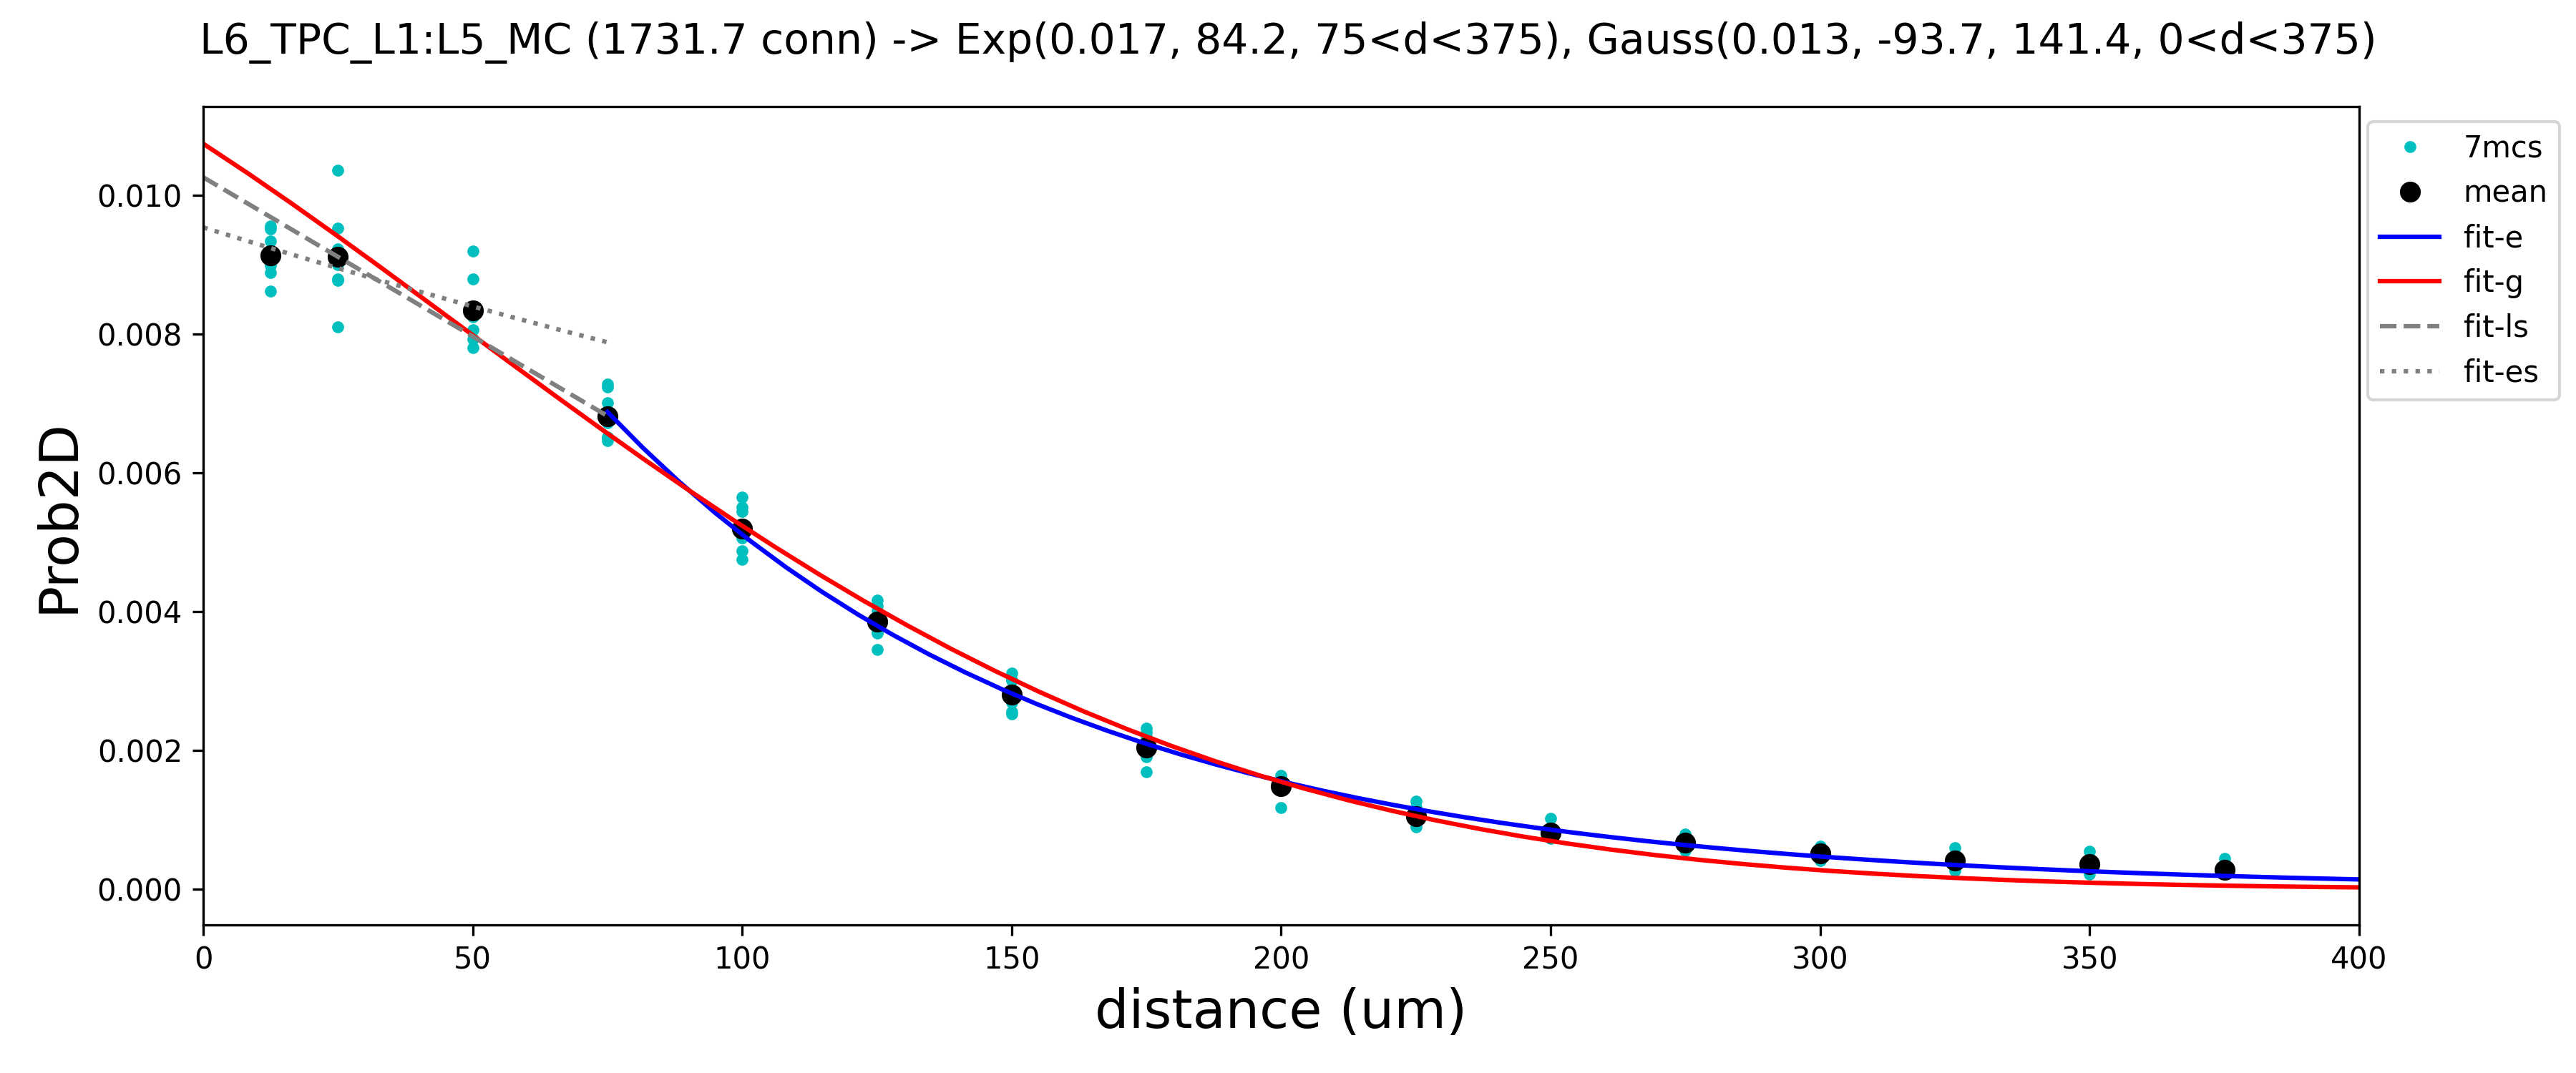 L6_TPC_L1:L5_MC (1731.7 conn) -> Exp(0.017, 84.2, 75<d<375), Gauss(0.013, -93.7, 141.4, 0<d<375)
Prob2D
0.010
0.008
0.006
0.004
0.002
0.000
0 50 100 150 200 250 300 350 400
distance (um)
7mcs
mean
fit-e
fit-g
fit-ls
fit-es